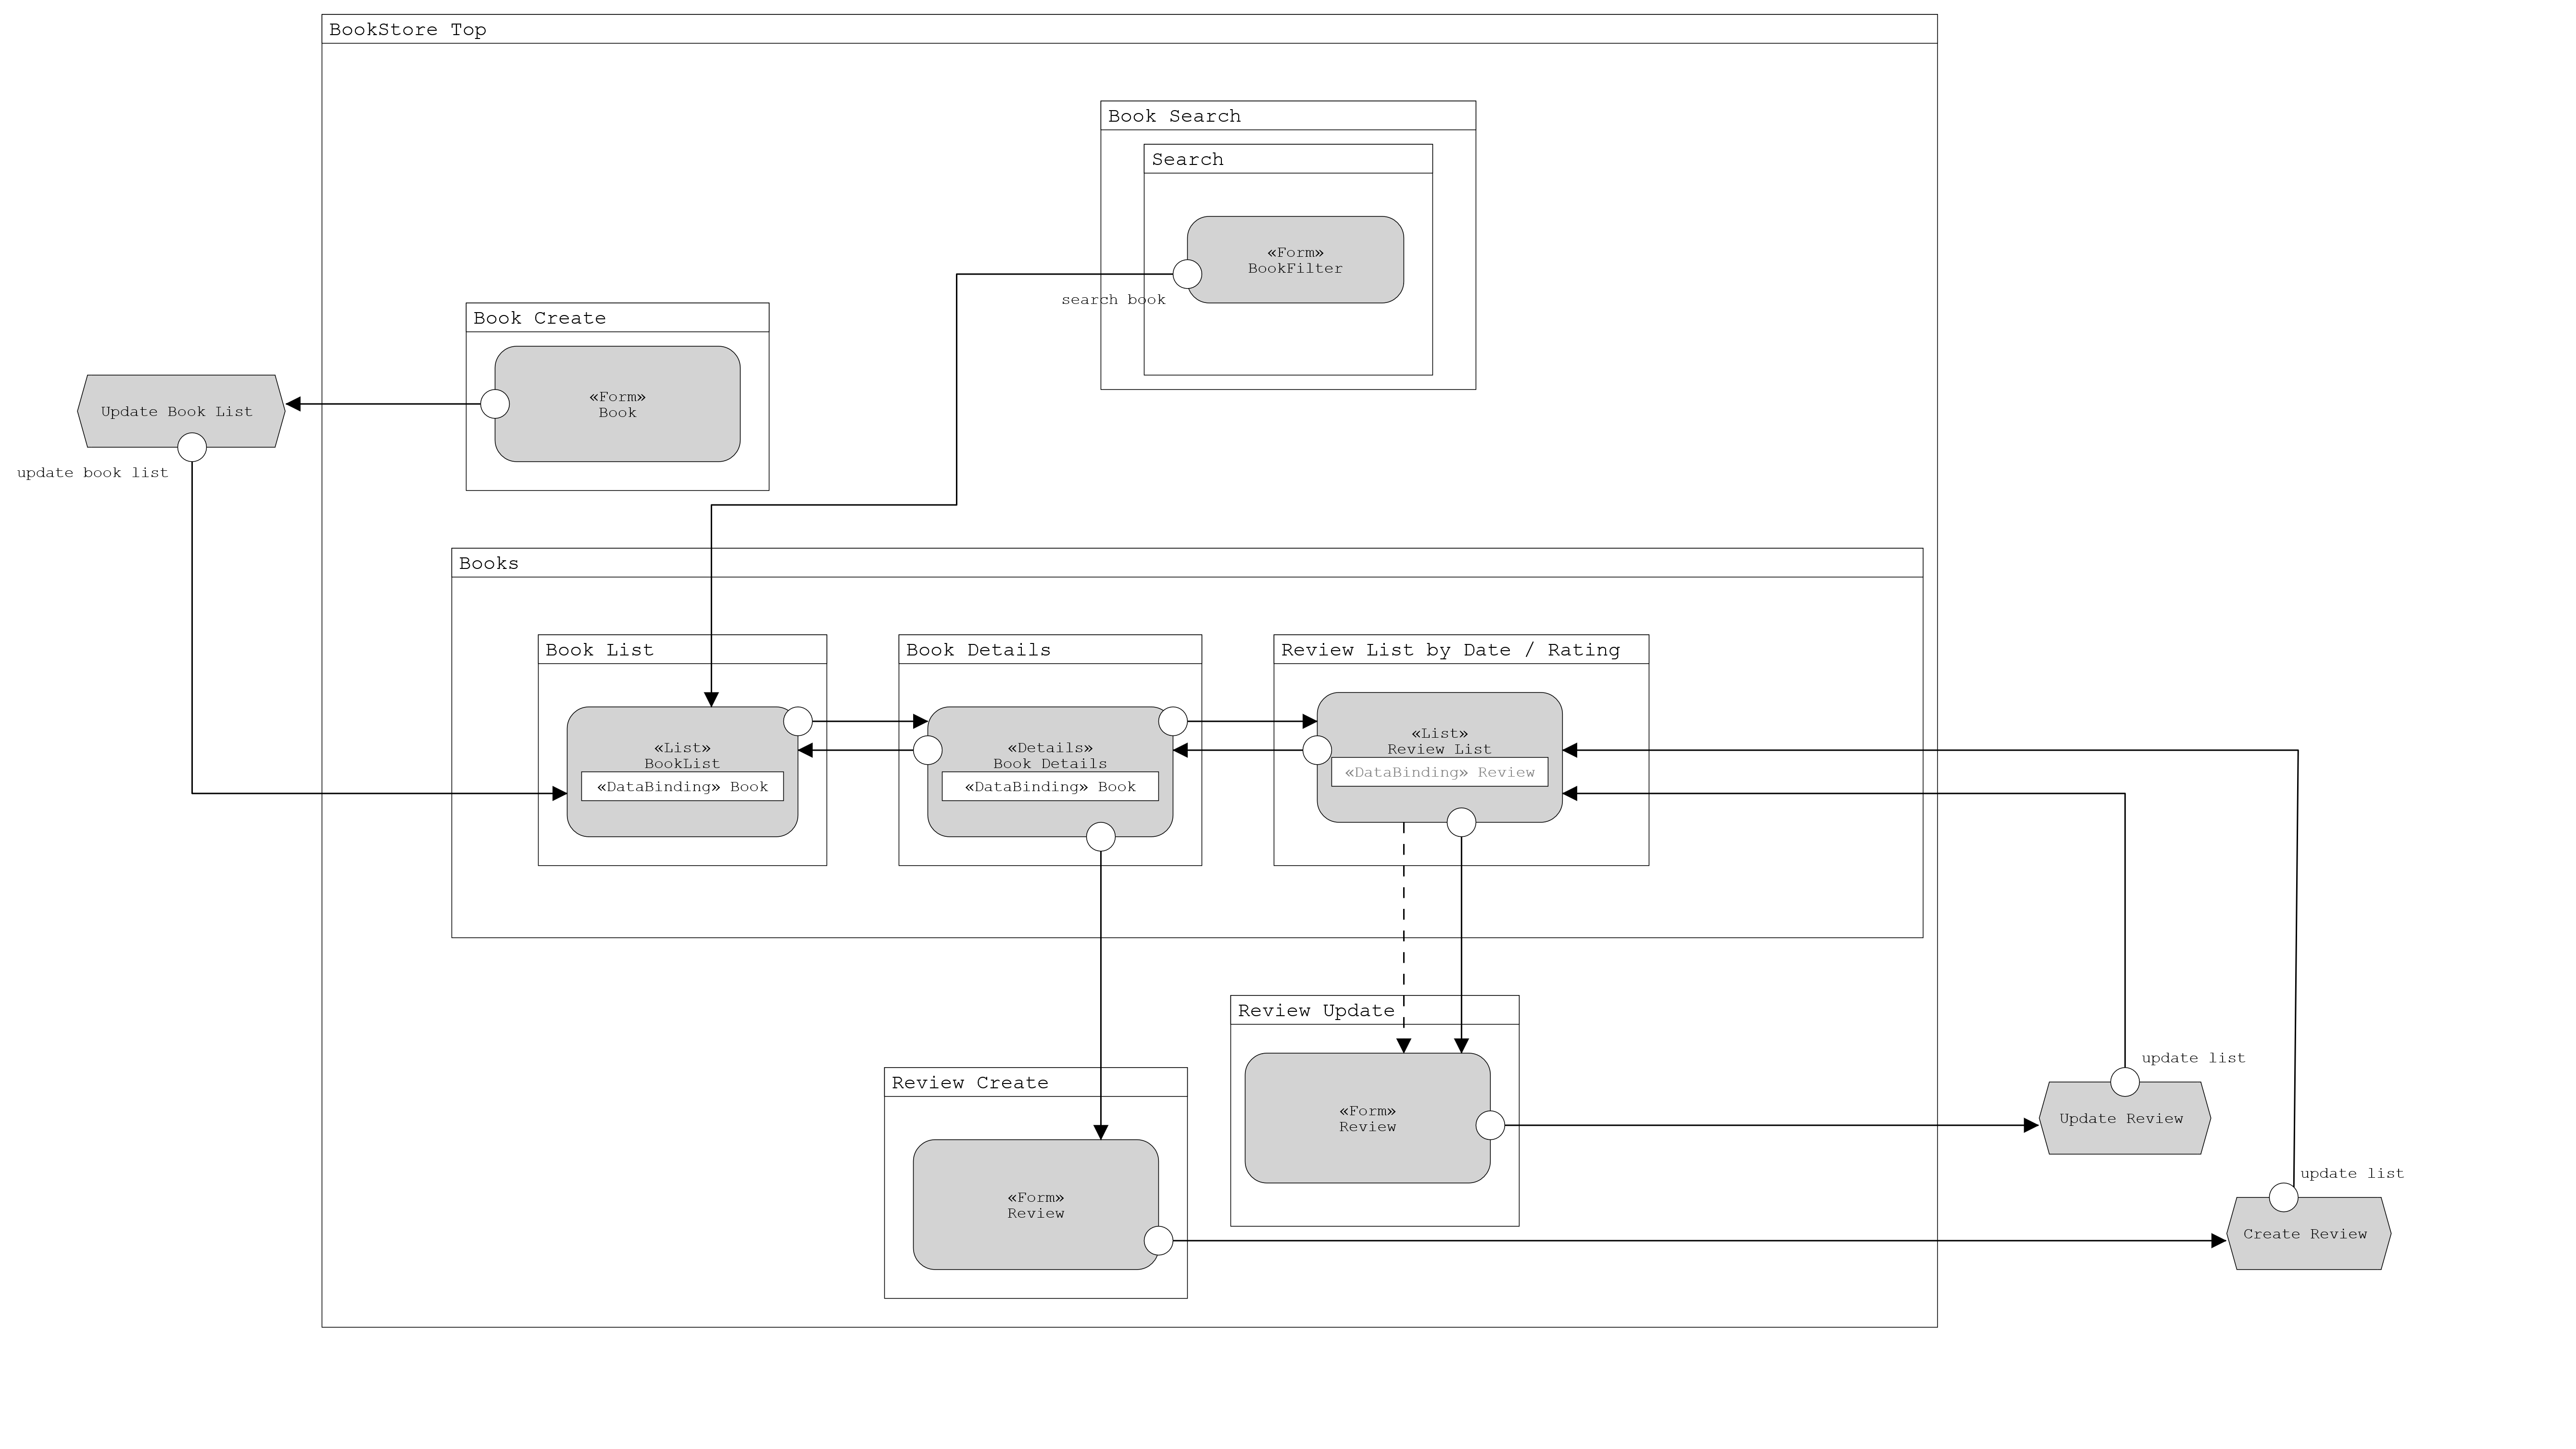 BookStore Top
Book Search
Search
«Form»
BookFilter
search book
Book Create
«Form»
Book
Update Book List
update book list
Books
Book List
«List»
BookList
«DataBinding» Book
Book Details
«Details»
Book Details
«DataBinding» Book
Review List by Date / Rating
«List»
Review List
«DataBinding» Review
Review Update
«Form»
Review
Review Create
«Form»
Review
update list
Update Review
update list
Create Review